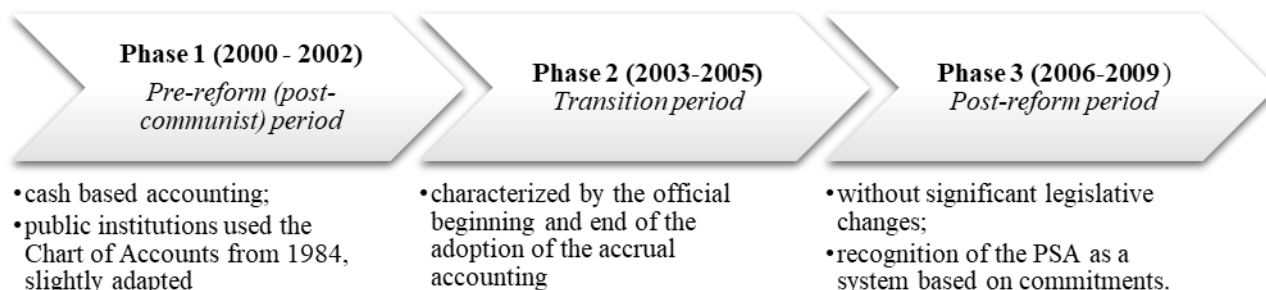 Phase 1 (2000 - 2002)
Pre-reform (post-
communist) period
•cash based accounting;
•public institutions used the
Chart of Accounts from 1984,
slightly adapted
Phase 2 (2003-2005)
Transition period
•characterized by the official
beginning and end of the
adoption of the accrual
accounting
Phase 3 (2006-2009)
Post-reform period
•without significant legislative
changes;
•recognition of the PSA as a
system based on commitments.